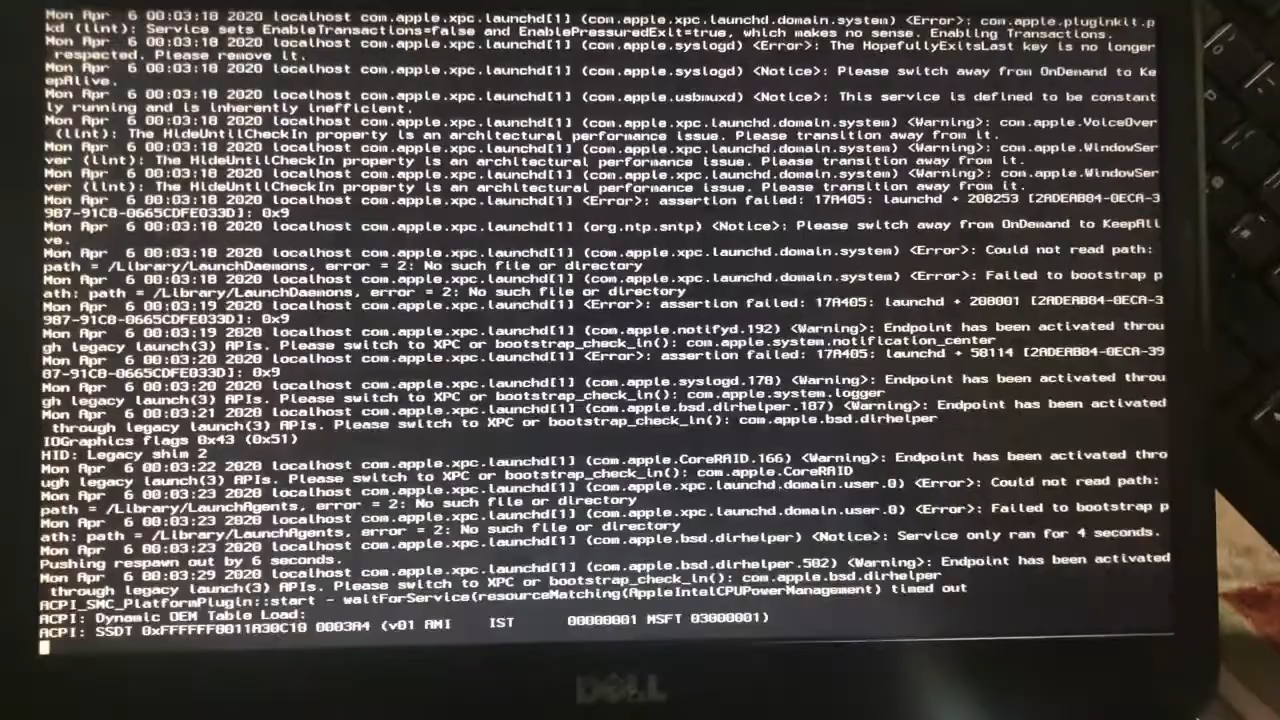 Mon Apr  6 00:03:18 2020 localhost com.apple.xpc.launchd[1] (com.apple.xpc.launchd.domain.system) <Error>: com.apple.pluginkit.p
kd (lint): Service sets EnableTransactions=false and EnablePressuredExit=true, which makes no sense. Enabling Transactions.
Mon Apr  6 00:03:18 2020 localhost com.apple.xpc.launchd[1] (com.apple.syslogd) <Error>: The HopefullyExitsLast key is no longer
respected. Please remove it.
Mon Apr  6 00:03:18 2020 localhost com.apple.xpc.launchd[1] (com.apple.syslogd) <Notice>: Please switch away from OnDemand to Ke
epAlive.
Mon Apr  6 00:03:18 2020 localhost com.apple.xpc.launchd[1] (com.apple.usbmuxd) <Notice>: This service is defined to be constant
ly running and is inherently inefficient.
Mon Apr  6 00:03:18 2020 localhost com.apple.xpc.launchd[1] (com.apple.xpc.launchd.domain.system) <Warning>: com.apple.VoiceOver
(lint): The HideUntilCheckIn property is an architectural performance issue. Please transition away from it.
Mon Apr  6 00:03:18 2020 localhost com.apple.xpc.launchd[1] (com.apple.xpc.launchd.domain.system) <Warning>: com.apple.WindowSer
ver (lint): The HideUntilCheckIn property is an architectural performance issue. Please transition away from it.
Mon Apr  6 00:03:18 2020 localhost com.apple.xpc.launchd[1] (com.apple.xpc.launchd.domain.system) <Warning>: com.apple.WindowSer
ver (lint): The HideUntilCheckIn property is an architectural performance issue. Please transition away from it.
Mon Apr  6 00:03:18 2020 localhost com.apple.xpc.launchd[1] <Error>: assertion failed: 17A405: launchd + 208253 [2ADEAB84-0ECA-3
987-91C8-0665CDFE033D]: 0x9
Mon Apr  6 00:03:18 2020 localhost com.apple.xpc.launchd[1] (org.ntp.sntp) <Notice>: Please switch away from OnDemand to KeepAli
ve.
Mon Apr  6 00:03:18 2020 localhost com.apple.xpc.launchd[1] (com.apple.xpc.launchd.domain.system) <Error>: Could not read path:
path = /Library/LaunchDaemons, error = 2: No such file or directory
Mon Apr  6 00:03:18 2020 localhost com.apple.xpc.launchd[1] (com.apple.xpc.launchd.domain.system) <Error>: Failed to bootstrap p
ath: path = /Library/LaunchDaemons, error = 2: No such file or directory
Mon Apr  6 00:03:19 2020 localhost com.apple.xpc.launchd[1] <Error>: assertion failed: 17A405: launchd + 208001 [2ADEAB84-0ECA-3
987-91C8-0665CDFE033D]: 0x9
Mon Apr  6 00:03:19 2020 localhost com.apple.xpc.launchd[1] (com.apple.notifyd.192) <Warning>: Endpoint has been activated throu
gh legacy launch(3) APIs. Please switch to XPC or bootstrap_check_in(): com.apple.system.notification_center
Mon Apr  6 00:03:20 2020 localhost com.apple.xpc.launchd[1] <Error>: assertion failed: 17A405: launchd + 58114 [2ADEAB84-0ECA-39
87-91C8-0665CDFE033D]: 0x9
Mon Apr  6 00:03:20 2020 localhost com.apple.xpc.launchd[1] (com.apple.syslogd.178) <Warning>: Endpoint has been activated throu
gh legacy launch(3) APIs. Please switch to XPC or bootstrap_check_in(): com.apple.system.logger
Mon Apr  6 00:03:21 2020 localhost com.apple.xpc.launchd[1] (com.apple.bsd.dirhelper.187) <Warning>: Endpoint has been activated
through legacy launch(3) APIs. Please switch to XPC or bootstrap_check_in(): com.apple.bsd.dirhelper
IOGraphics flags 0x43 (0x51)
HID: Legacy shim 2
Mon Apr  6 00:03:22 2020 localhost com.apple.xpc.launchd[1] (com.apple.CoreRAID.166) <Warning>: Endpoint has been activated thro
ugh legacy launch(3) APIs. Please switch to XPC or bootstrap_check_in(): com.apple.CoreRAID
Mon Apr  6 00:03:23 2020 localhost com.apple.xpc.launchd[1] (com.apple.xpc.launchd.domain.user.0) <Error>: Could not read path:
path = /Library/LaunchAgents, error = 2: No such file or directory
Mon Apr  6 00:03:23 2020 localhost com.apple.xpc.launchd[1] (com.apple.xpc.launchd.domain.user.0) <Error>: Failed to bootstrap p
ath: path = /Library/LaunchAgents, error = 2: No such file or directory
Mon Apr  6 00:03:23 2020 localhost com.apple.xpc.launchd[1] (com.apple.bsd.dirhelper) <Notice>: Service only ran for 4 seconds.
Pushing respawn out by 6 seconds.
Mon Apr  6 00:03:29 2020 localhost com.apple.xpc.launchd[1] (com.apple.bsd.dirhelper.502) <Warning>: Endpoint has been activated
through legacy launch(3) APIs. Please switch to XPC or bootstrap_check_in(): com.apple.bsd.dirhelper
ACPI_SMC_PlatformPlugin::start - waitForService(resourceMatching(AppleIntelCPUPowerManagement) timed out
ACPI: Dynamic OEM Table Load:
ACPI: SSDT 0xFFFFFF8011A30C10 0003A4 (v01 AMI    IST      00000001 MSFT 03000001)
DELL